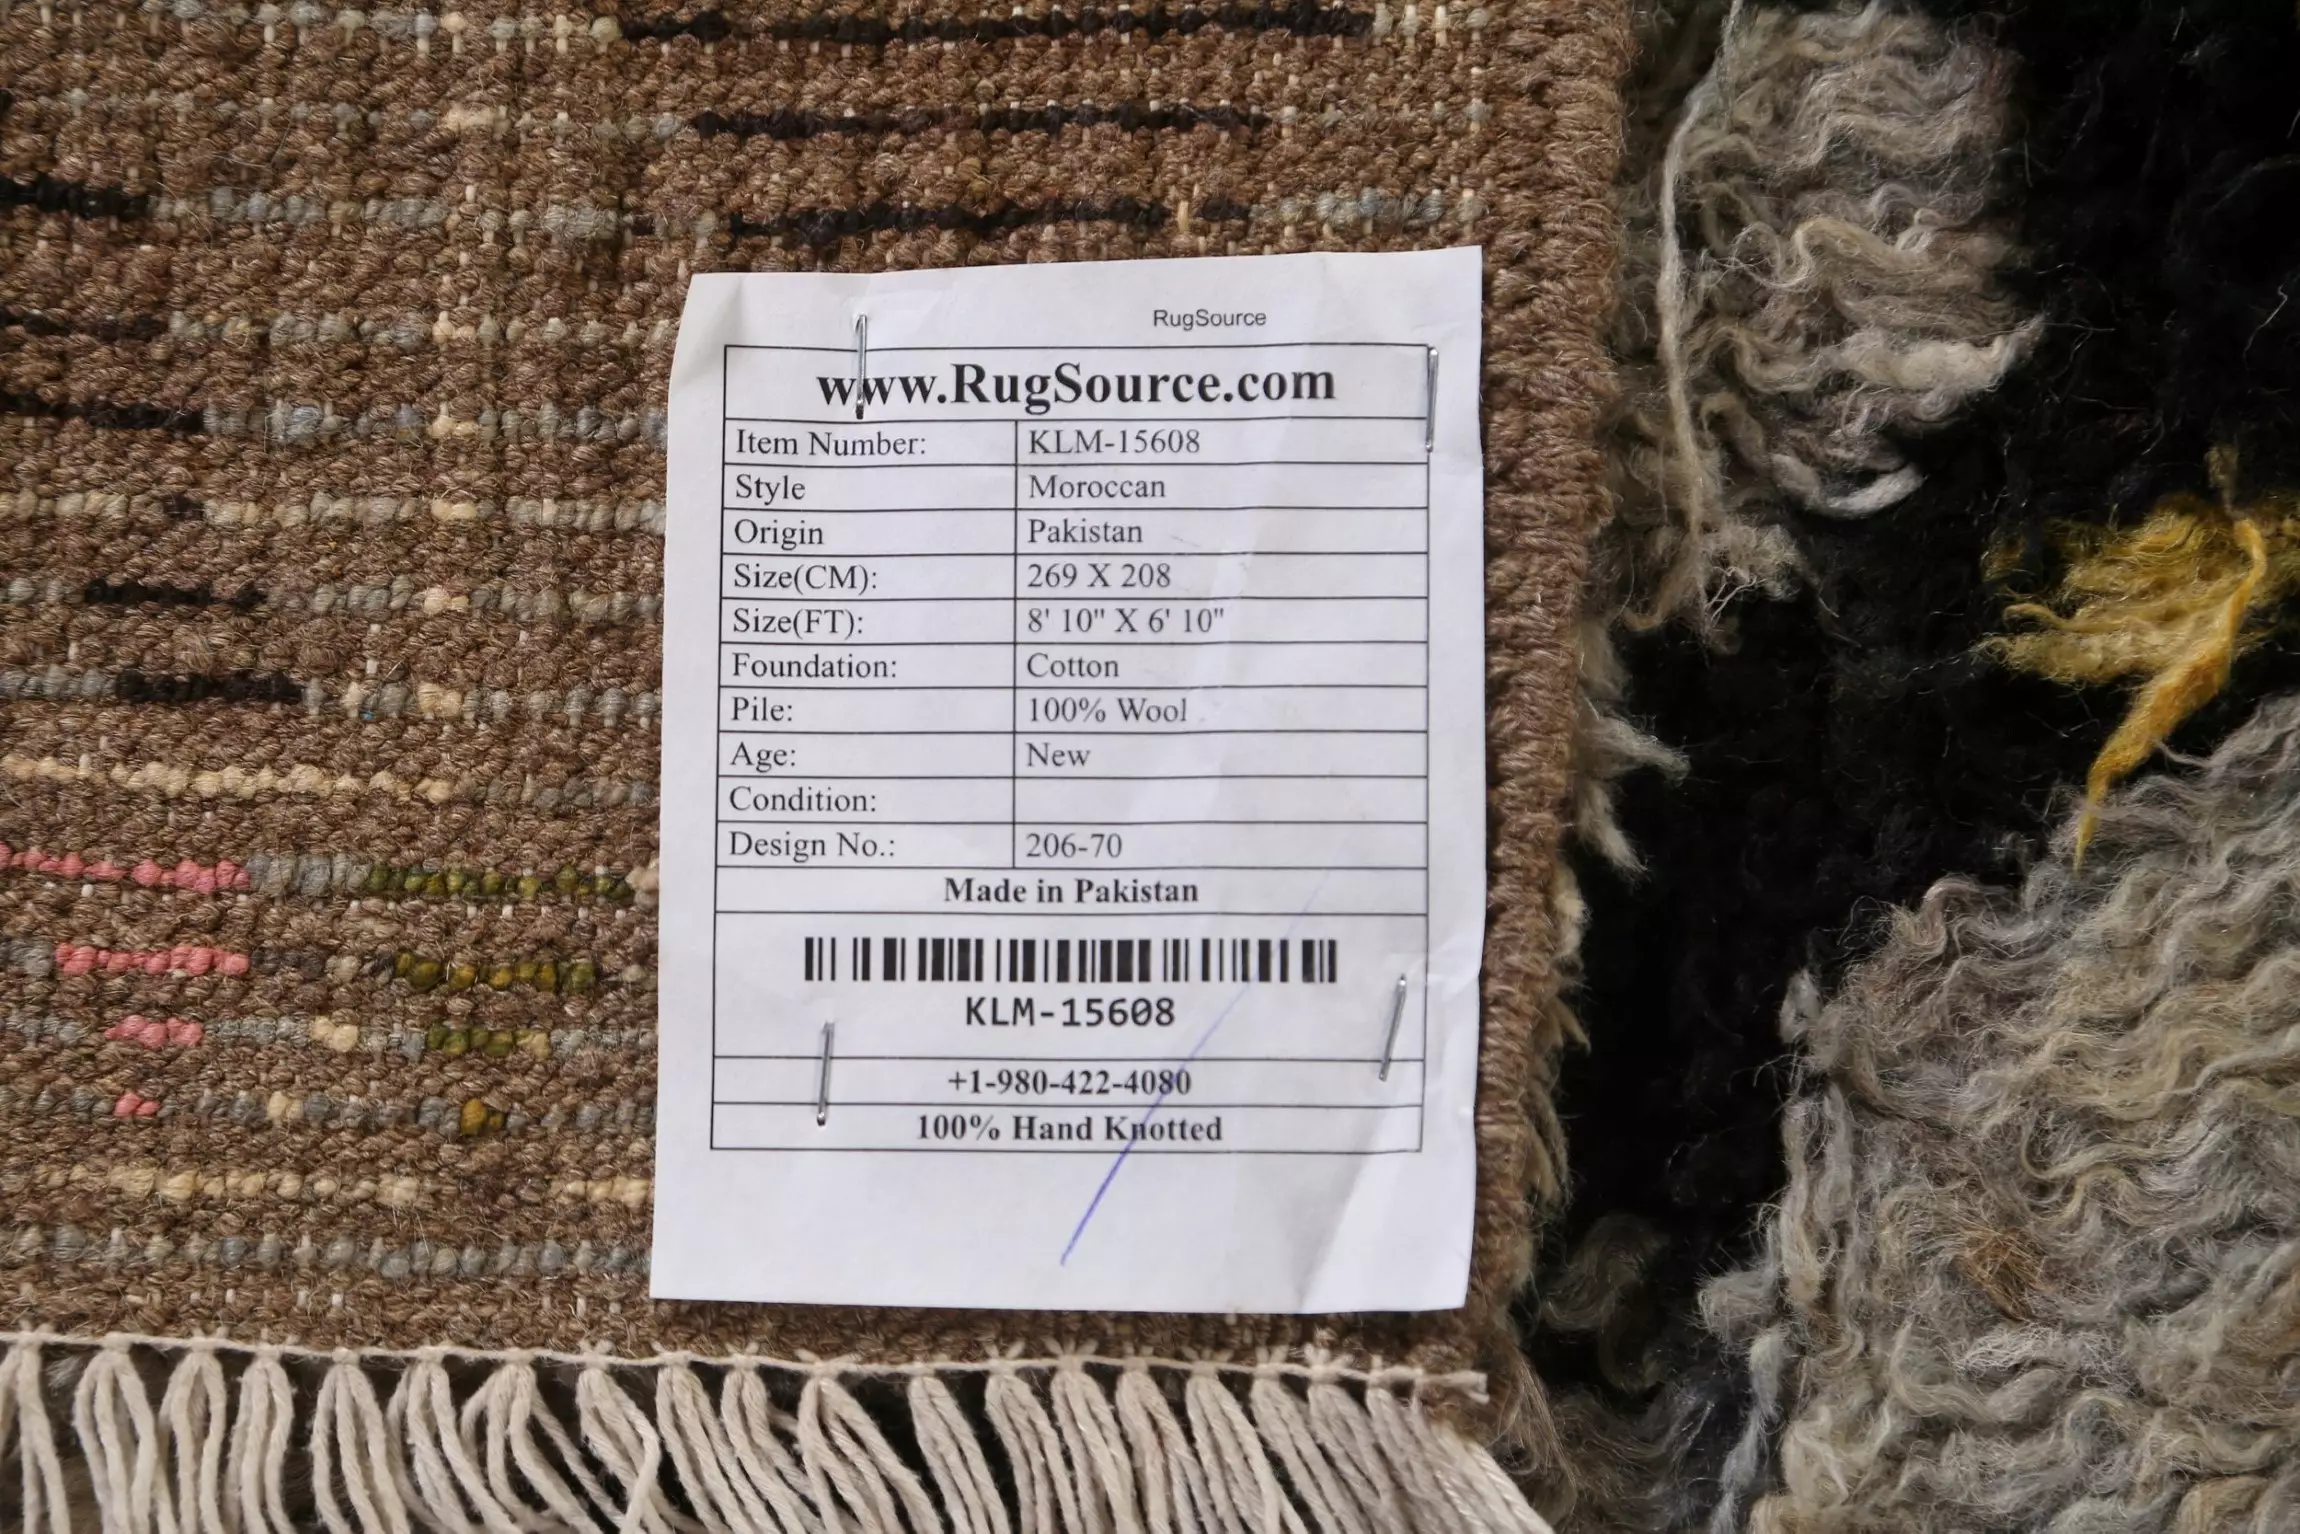 RugSource
www.RugSource.com
Item Number: KLM-15608
Style Moroccan
Origin Pakistan
Size(CM): 269 X 208
Size(FT): 8' 10" X 6' 10"
Foundation: Cotton
Pile: 100% Wool
Age: New
Condition:
Design No.: 206-70
Made in Pakistan
KLM-15608
+1-980-422-4080
100% Hand Knotted